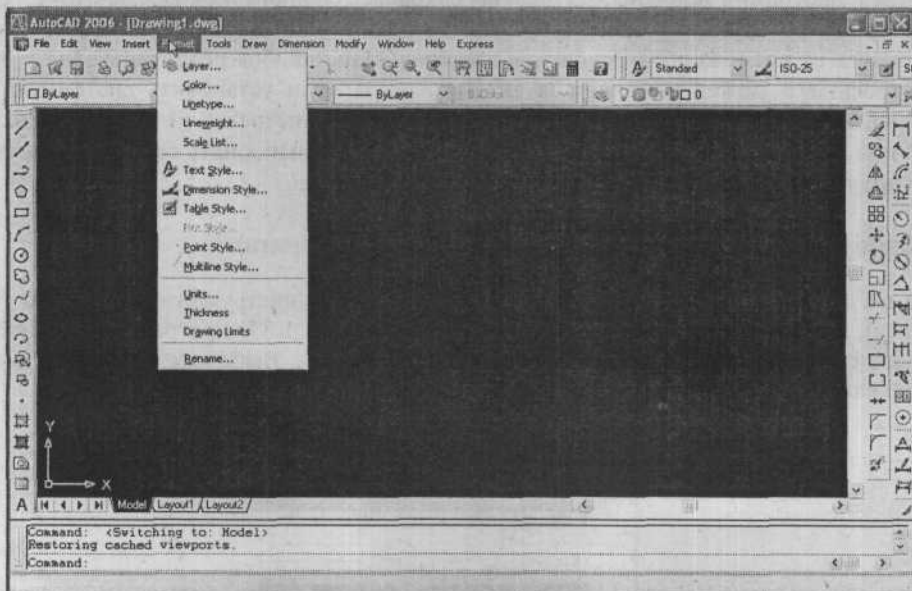 AutoCAD 2006 - [Drawing1.dwg]
File Edit View Insert Format Tools Draw Dimension Modify Window Help Express
Standard ISO-25
ByLayer ByLayer 0
Layer...
Color...
Linetype...
Lineweight...
Scale List...
Text Style...
Dimension Style...
Table Style...
Point Style...
Multiline Style...
Units...
Thickness
Drawing Limits
Rename...
Y
X
A Model Layout1 Layout2
Command: <Switching to: Model>
Restoring cached viewports.
Command: